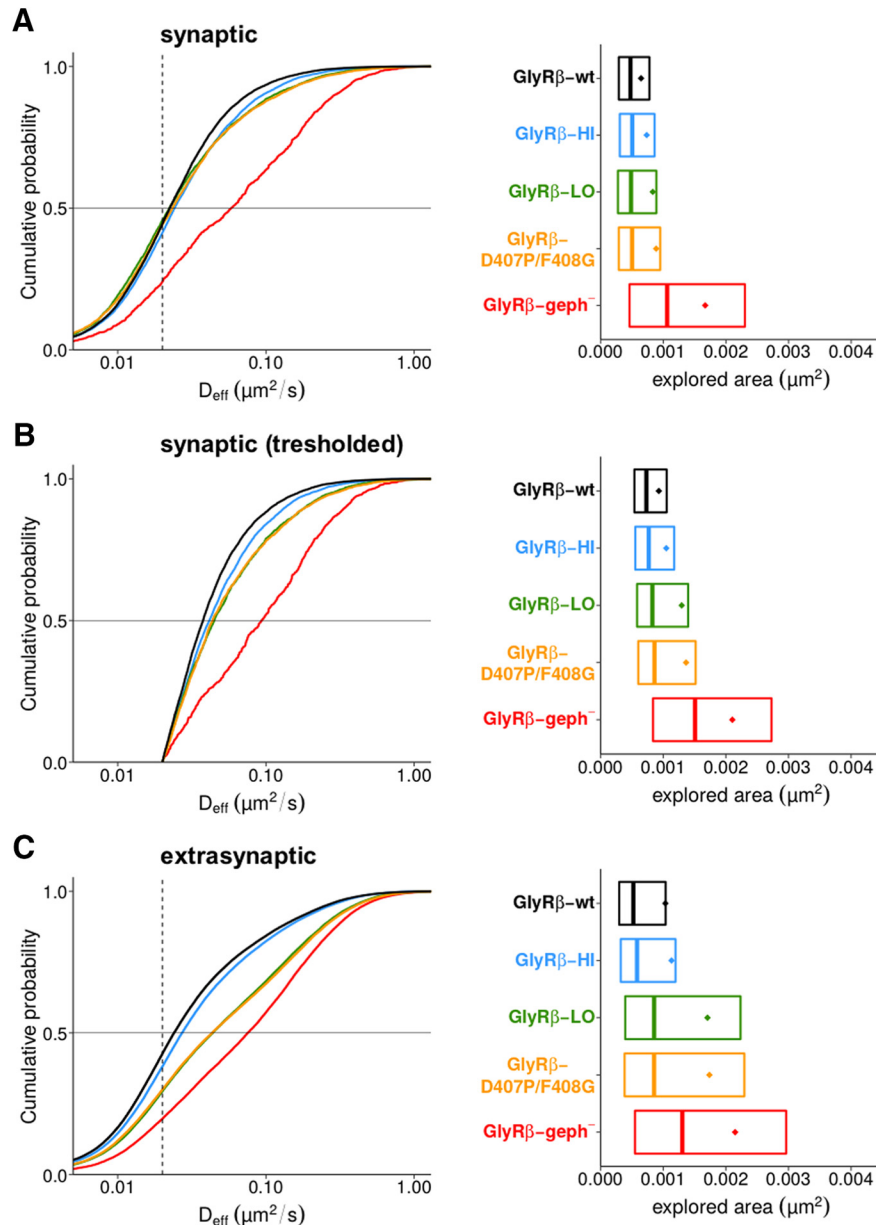 A
synaptic
1.0
0.5
0.0
Cumulative probability
0.01 0.10 1.00
Deff (μm²/s)
GlyRβ−wt
GlyRβ−HI
GlyRβ−LO
GlyRβ−
D407P/F408G
GlyRβ−geph⁻
0.000 0.001 0.002 0.003 0.004
explored area (μm²)
B
synaptic (tresholded)
1.0
0.5
0.0
Cumulative probability
0.01 0.10 1.00
Deff (μm²/s)
GlyRβ−wt
GlyRβ−HI
GlyRβ−LO
GlyRβ−
D407P/F408G
GlyRβ−geph⁻
0.000 0.001 0.002 0.003 0.004
explored area (μm²)
C
extrasynaptic
1.0
0.5
0.0
Cumulative probability
0.01 0.10 1.00
Deff (μm²/s)
GlyRβ−wt
GlyRβ−HI
GlyRβ−LO
GlyRβ−
D407P/F408G
GlyRβ−geph⁻
0.000 0.001 0.002 0.003 0.004
explored area (μm²)